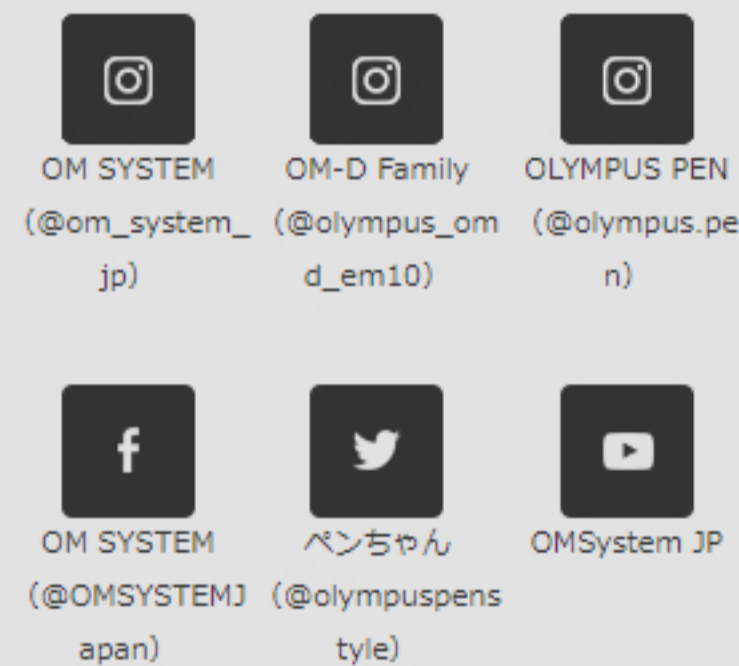 OM SYSTEM
（@om_system_
jp）
OM-D Family
（@olympus_om
d_em10）
OLYMPUS PEN
（@olympus.pe
n）
OM SYSTEM
（@OMSYSTEMJ
apan）
ペンちゃん
（@olympuspens
tyle）
OMSystem JP